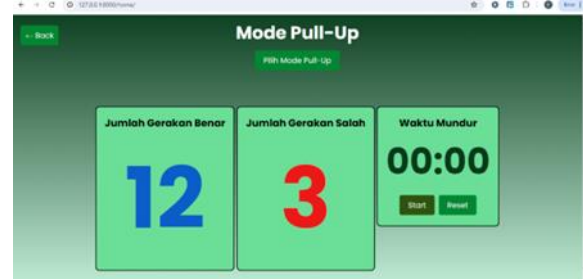 ← Back
Mode Pull-Up
Pilih Mode Pull-Up
Jumlah Gerakan Benar
12
Jumlah Gerakan Salah
3
Waktu Mundur
00:00
Start
Reset